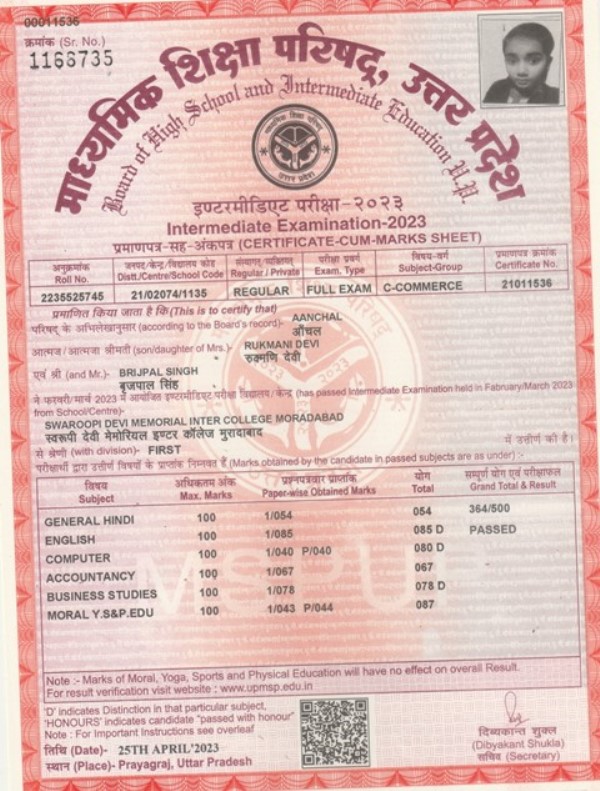 00011536
क्रमांक (Sr. No.)
1168735
माध्यमिक शिक्षा परिषद, उत्तर प्रदेश
Board of High School and Intermediate Education U.P.
माध्यमिक शिक्षा परिषद्
उत्तर प्रदेश
इण्टरमीडिएट परीक्षा-२०२३
Intermediate Examination-2023
प्रमाणपत्र-सह-अंकपत्र (CERTIFICATE-CUM-MARKS SHEET)
अनुक्रमांक जनपद/केन्द्र/विद्यालय कोड संस्थागत/व्यक्तिगत परीक्षा प्रवर्ग विषय-वर्ग प्रमाणपत्र क्रमांक
Roll No. Distt./Centre/School Code Regular / Private Exam. Type Subject-Group Certificate No.
2235525745 21/02074/1135 REGULAR FULL EXAM C-COMMERCE 21011536
प्रमाणित किया जाता है कि (This is to certify that)
परिषद् के अभिलेखानुसार (according to the Board's record)- AANCHAL
आँचल
आत्मज/आत्मजा श्रीमती (son/daughter of Mrs.)- RUKMANI DEVI
रुक्मणि देवी
एवं श्री (and Mr.)- BRIJPAL SINGH
बृजपाल सिंह
ने फरवरी/मार्च 2023 में आयोजित इण्टरमीडिएट परीक्षा विद्यालय/केन्द्र (has passed Intermediate Examination held in Fabruary/March 2023
from School/Centre)-
SWAROOPI DEVI MEMORIAL INTER COLLEGE MORADABAD
स्वरूपी देवी मेमोरियल इण्टर कॉलेज मुरादाबाद
से श्रेणी (with division)- FIRST में उत्तीर्ण की है।
परीक्षार्थी द्वारा उत्तीर्ण विषयों के प्राप्तांक निम्नवत हैं (Marks obtained by the candidate in passed subjects are as under) :-
विषय अधिकतम अंक प्रश्नपत्रवार प्राप्तांक योग सम्पूर्ण योग एवं परीक्षाफल
Subject Max. Marks Paper-wise Obtained Marks Total Grand Total & Result
GENERAL HINDI 100 1/054 054 364/500
ENGLISH 100 1/085 085 D PASSED
COMPUTER 100 1/040 P/040 080 D
ACCOUNTANCY 100 1/067 067
BUSINESS STUDIES 100 1/078 078 D
MORAL Y.S&P.EDU 100 1/043 P/044 087
MSPUP
Note :- Marks of Moral, Yoga, Sports and Physical Education will have no effect on overall Result.
For result verification visit website : www.upmsp.edu.in
'D' indicates Distinction in that particular subject,
'HONOURS' indicates candidate "passed with honour"
Note : For Important Instructions see overleaf
तिथि (Date)- 25TH APRIL'2023
स्थान (Place)- Prayagraj, Uttar Pradesh
दिब्यकान्त शुक्ल
(Dibyakant Shukla)
सचिव (Secretary)